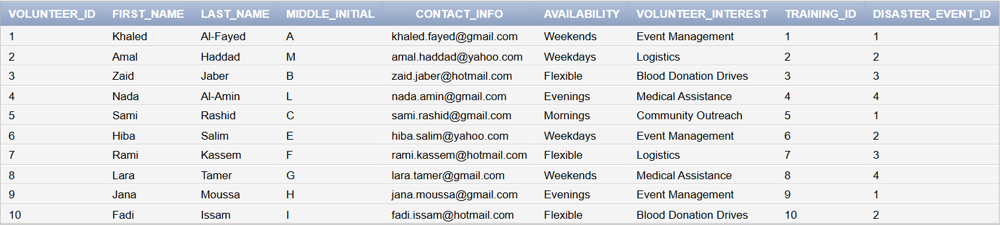 VOLUNTEER_ID FIRST_NAME LAST_NAME MIDDLE_INITIAL CONTACT_INFO AVAILABILITY VOLUNTEER_INTEREST TRAINING_ID DISASTER_EVENT_ID
1 Khaled Al-Fayed A khaled.fayed@gmail.com Weekends Event Management 1 1
2 Amal Haddad M amal.haddad@yahoo.com Weekdays Logistics 2 2
3 Zaid Jaber B zaid.jaber@hotmail.com Flexible Blood Donation Drives 3 3
4 Nada Al-Amin L nada.amin@gmail.com Evenings Medical Assistance 4 4
5 Sami Rashid C sami.rashid@gmail.com Mornings Community Outreach 5 1
6 Hiba Salim E hiba.salim@yahoo.com Weekdays Event Management 6 2
7 Rami Kassem F rami.kassem@hotmail.com Flexible Logistics 7 3
8 Lara Tamer G lara.tamer@gmail.com Weekends Medical Assistance 8 4
9 Jana Moussa H jana.moussa@gmail.com Evenings Event Management 9 1
10 Fadi Issam I fadi.issam@hotmail.com Flexible Blood Donation Drives 10 2